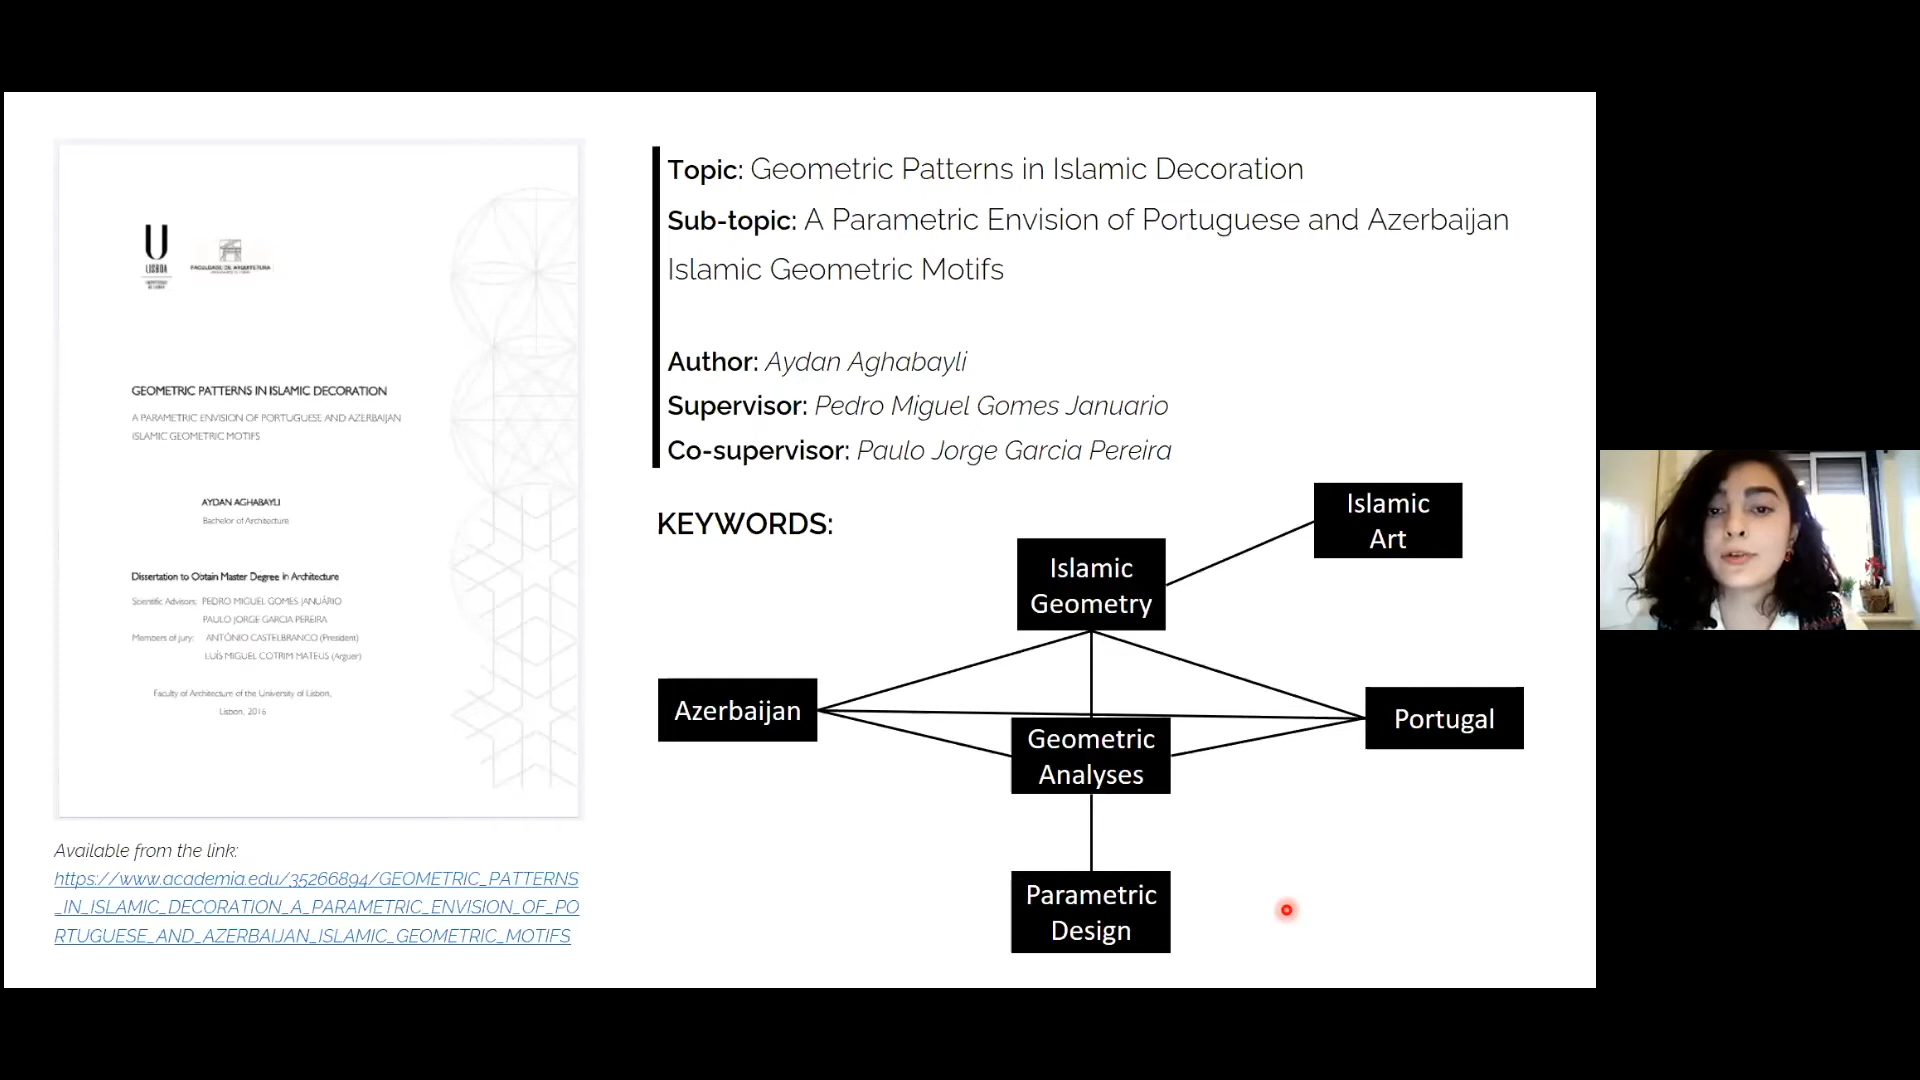 U
LISBOA
FACULDADE DE ARQUITETURA
GEOMETRIC PATTERNS IN ISLAMIC DECORATION
A PARAMETRIC ENVISION OF PORTUGUESE AND AZERBAIJAN
ISLAMIC GEOMETRIC MOTIFS
AYDAN AGHABAYLI
Bachelor of Architecture
Dissertation to Obtain Master Degree in Architecture
Scientific Advisors: PEDRO MIGUEL GOMES JANUÁRIO
PAULO JORGE GARCIA PEREIRA
Members of jury: ANTÓNIO CASTELBRANCO (President)
LUÍS MIGUEL COTRIM MATEUS (Arguer)
Faculty of Architecture of the University of Lisbon,
Lisbon, 2016
Available from the link:
https://www.academia.edu/35266894/GEOMETRIC_PATTERNS
_IN_ISLAMIC_DECORATION_A_PARAMETRIC_ENVISION_OF_PO
RTUGUESE_AND_AZERBAIJAN_ISLAMIC_GEOMETRIC_MOTIFS
Topic: Geometric Patterns in Islamic Decoration
Sub-topic: A Parametric Envision of Portuguese and Azerbaijan
Islamic Geometric Motifs
Author: Aydan Aghabayli
Supervisor: Pedro Miguel Gomes Januario
Co-supervisor: Paulo Jorge Garcia Pereira
KEYWORDS:
Islamic
Art
Islamic
Geometry
Azerbaijan
Portugal
Geometric
Analyses
Parametric
Design